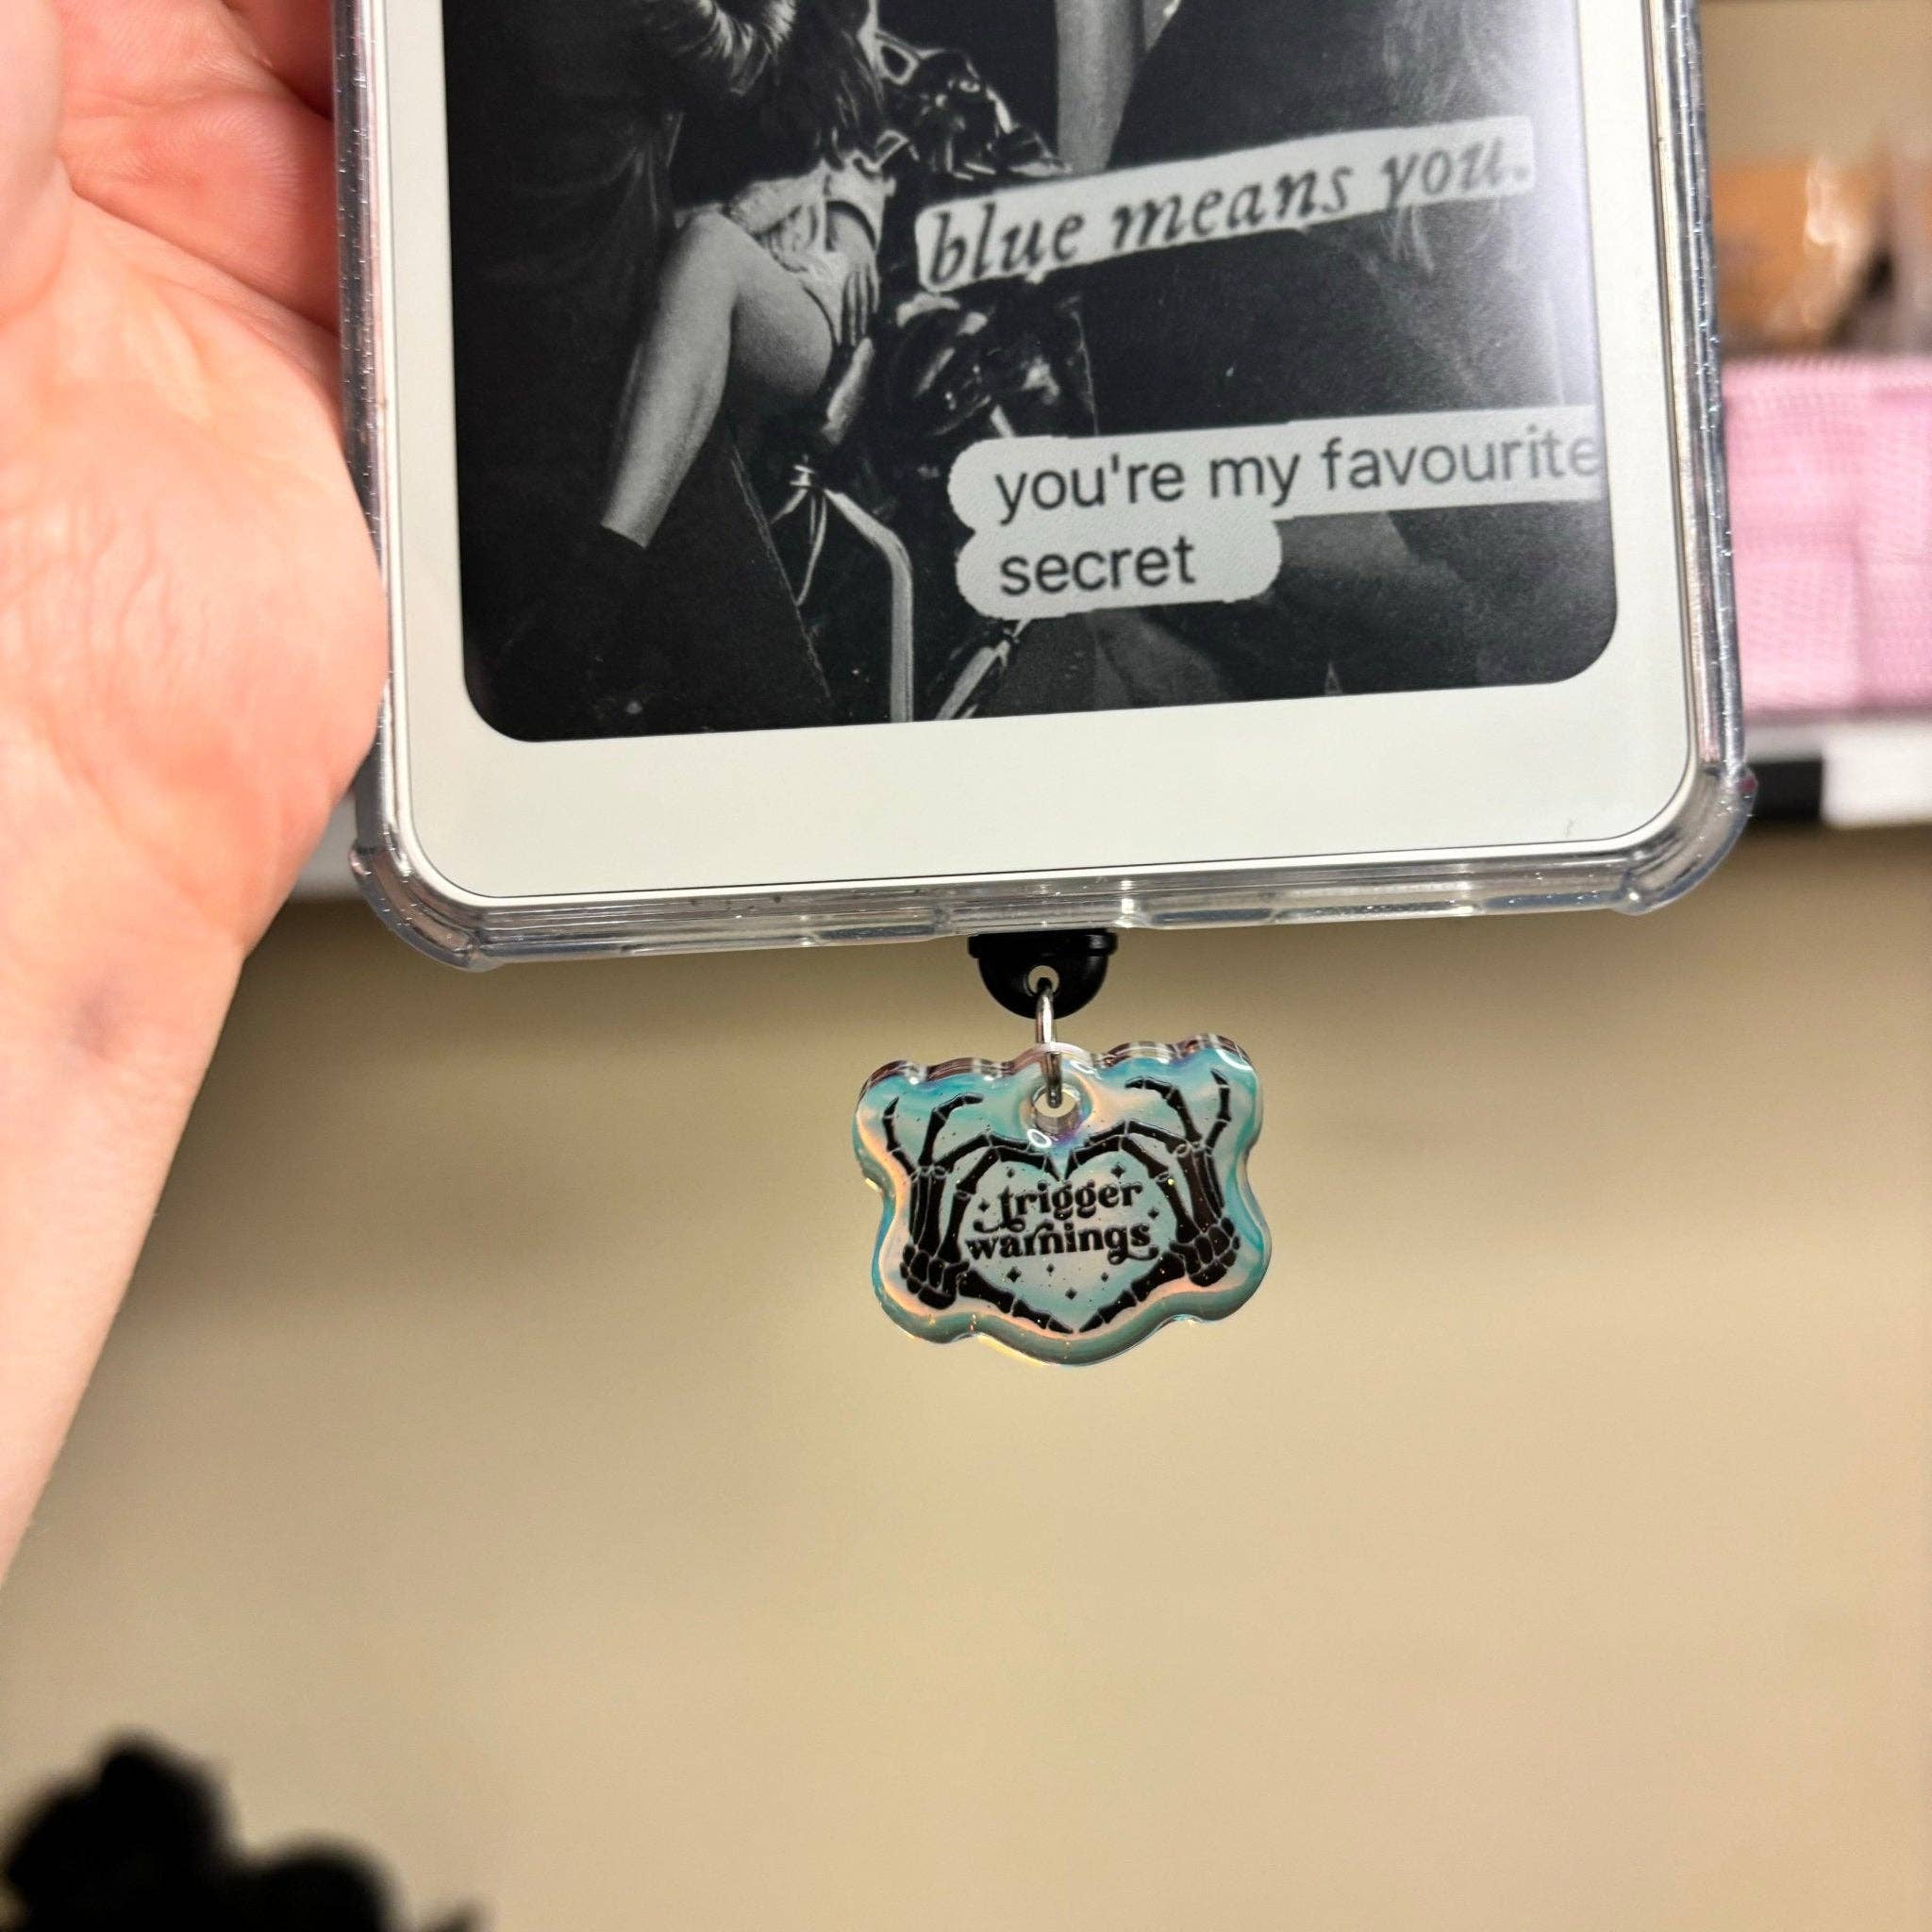 blue means you.
you're my favourite
secret
trigger
warnings